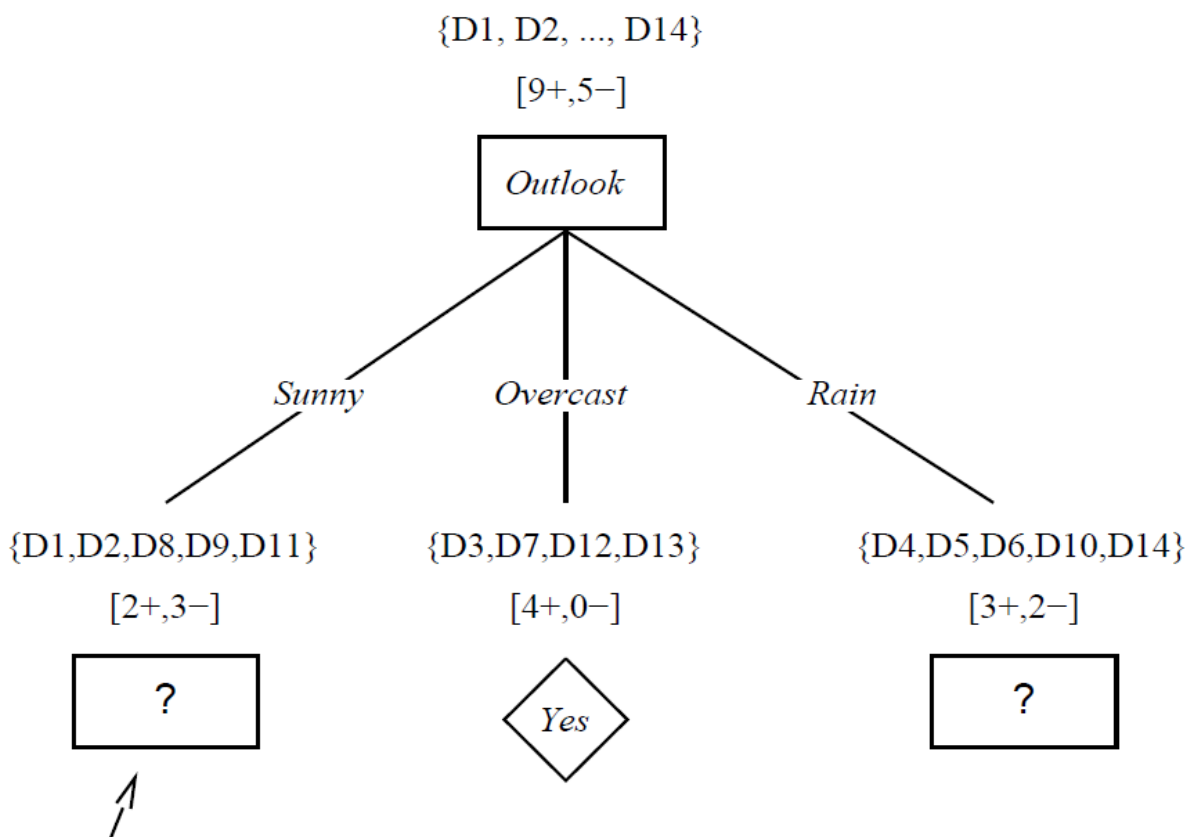 {D1, D2, ..., D14}
[9+,5−]
Outlook
Sunny
Overcast
Rain
{D1,D2,D8,D9,D11}
{D3,D7,D12,D13}
{D4,D5,D6,D10,D14}
[2+,3−]
[4+,0−]
[3+,2−]
?
Yes
?